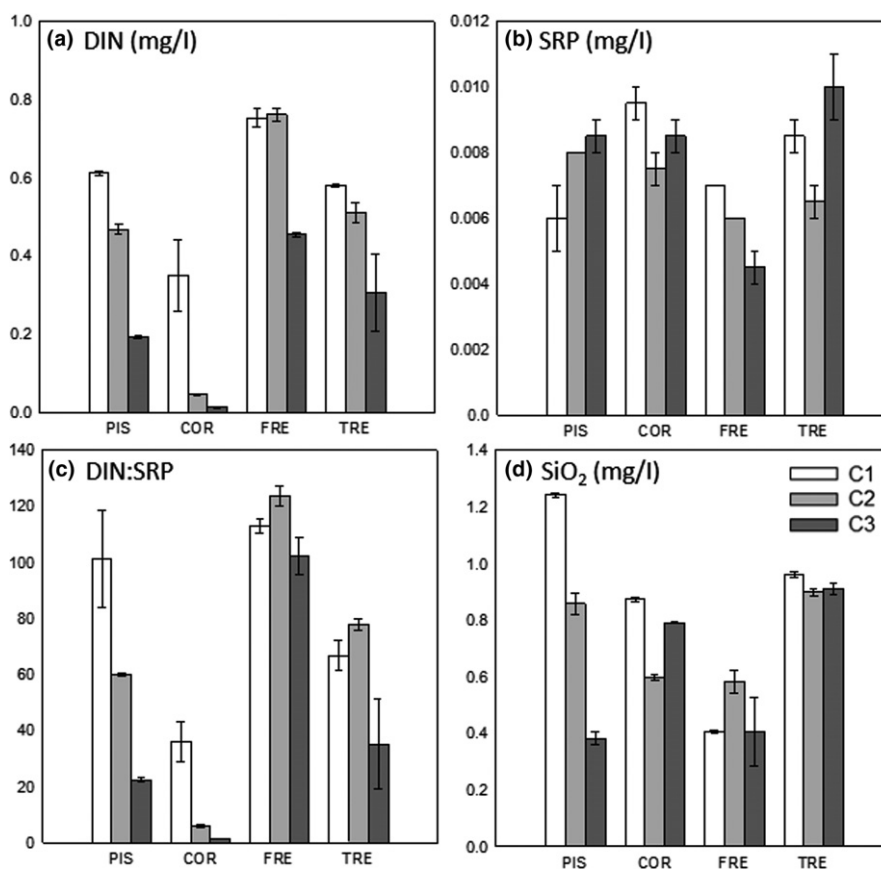 (a) DIN (mg/l)
1.0
0.8
0.6
0.4
0.2
0.0
PIS COR FRE TRE
(b) SRP (mg/l)
0.012
0.010
0.008
0.006
0.004
0.002
0.000
PIS COR FRE TRE
(c) DIN:SRP
140
120
100
80
60
40
20
0
PIS COR FRE TRE
(d) SiO₂ (mg/l)
1.4
1.2
1.0
0.8
0.6
0.4
0.2
0.0
C1
C2
C3
PIS COR FRE TRE